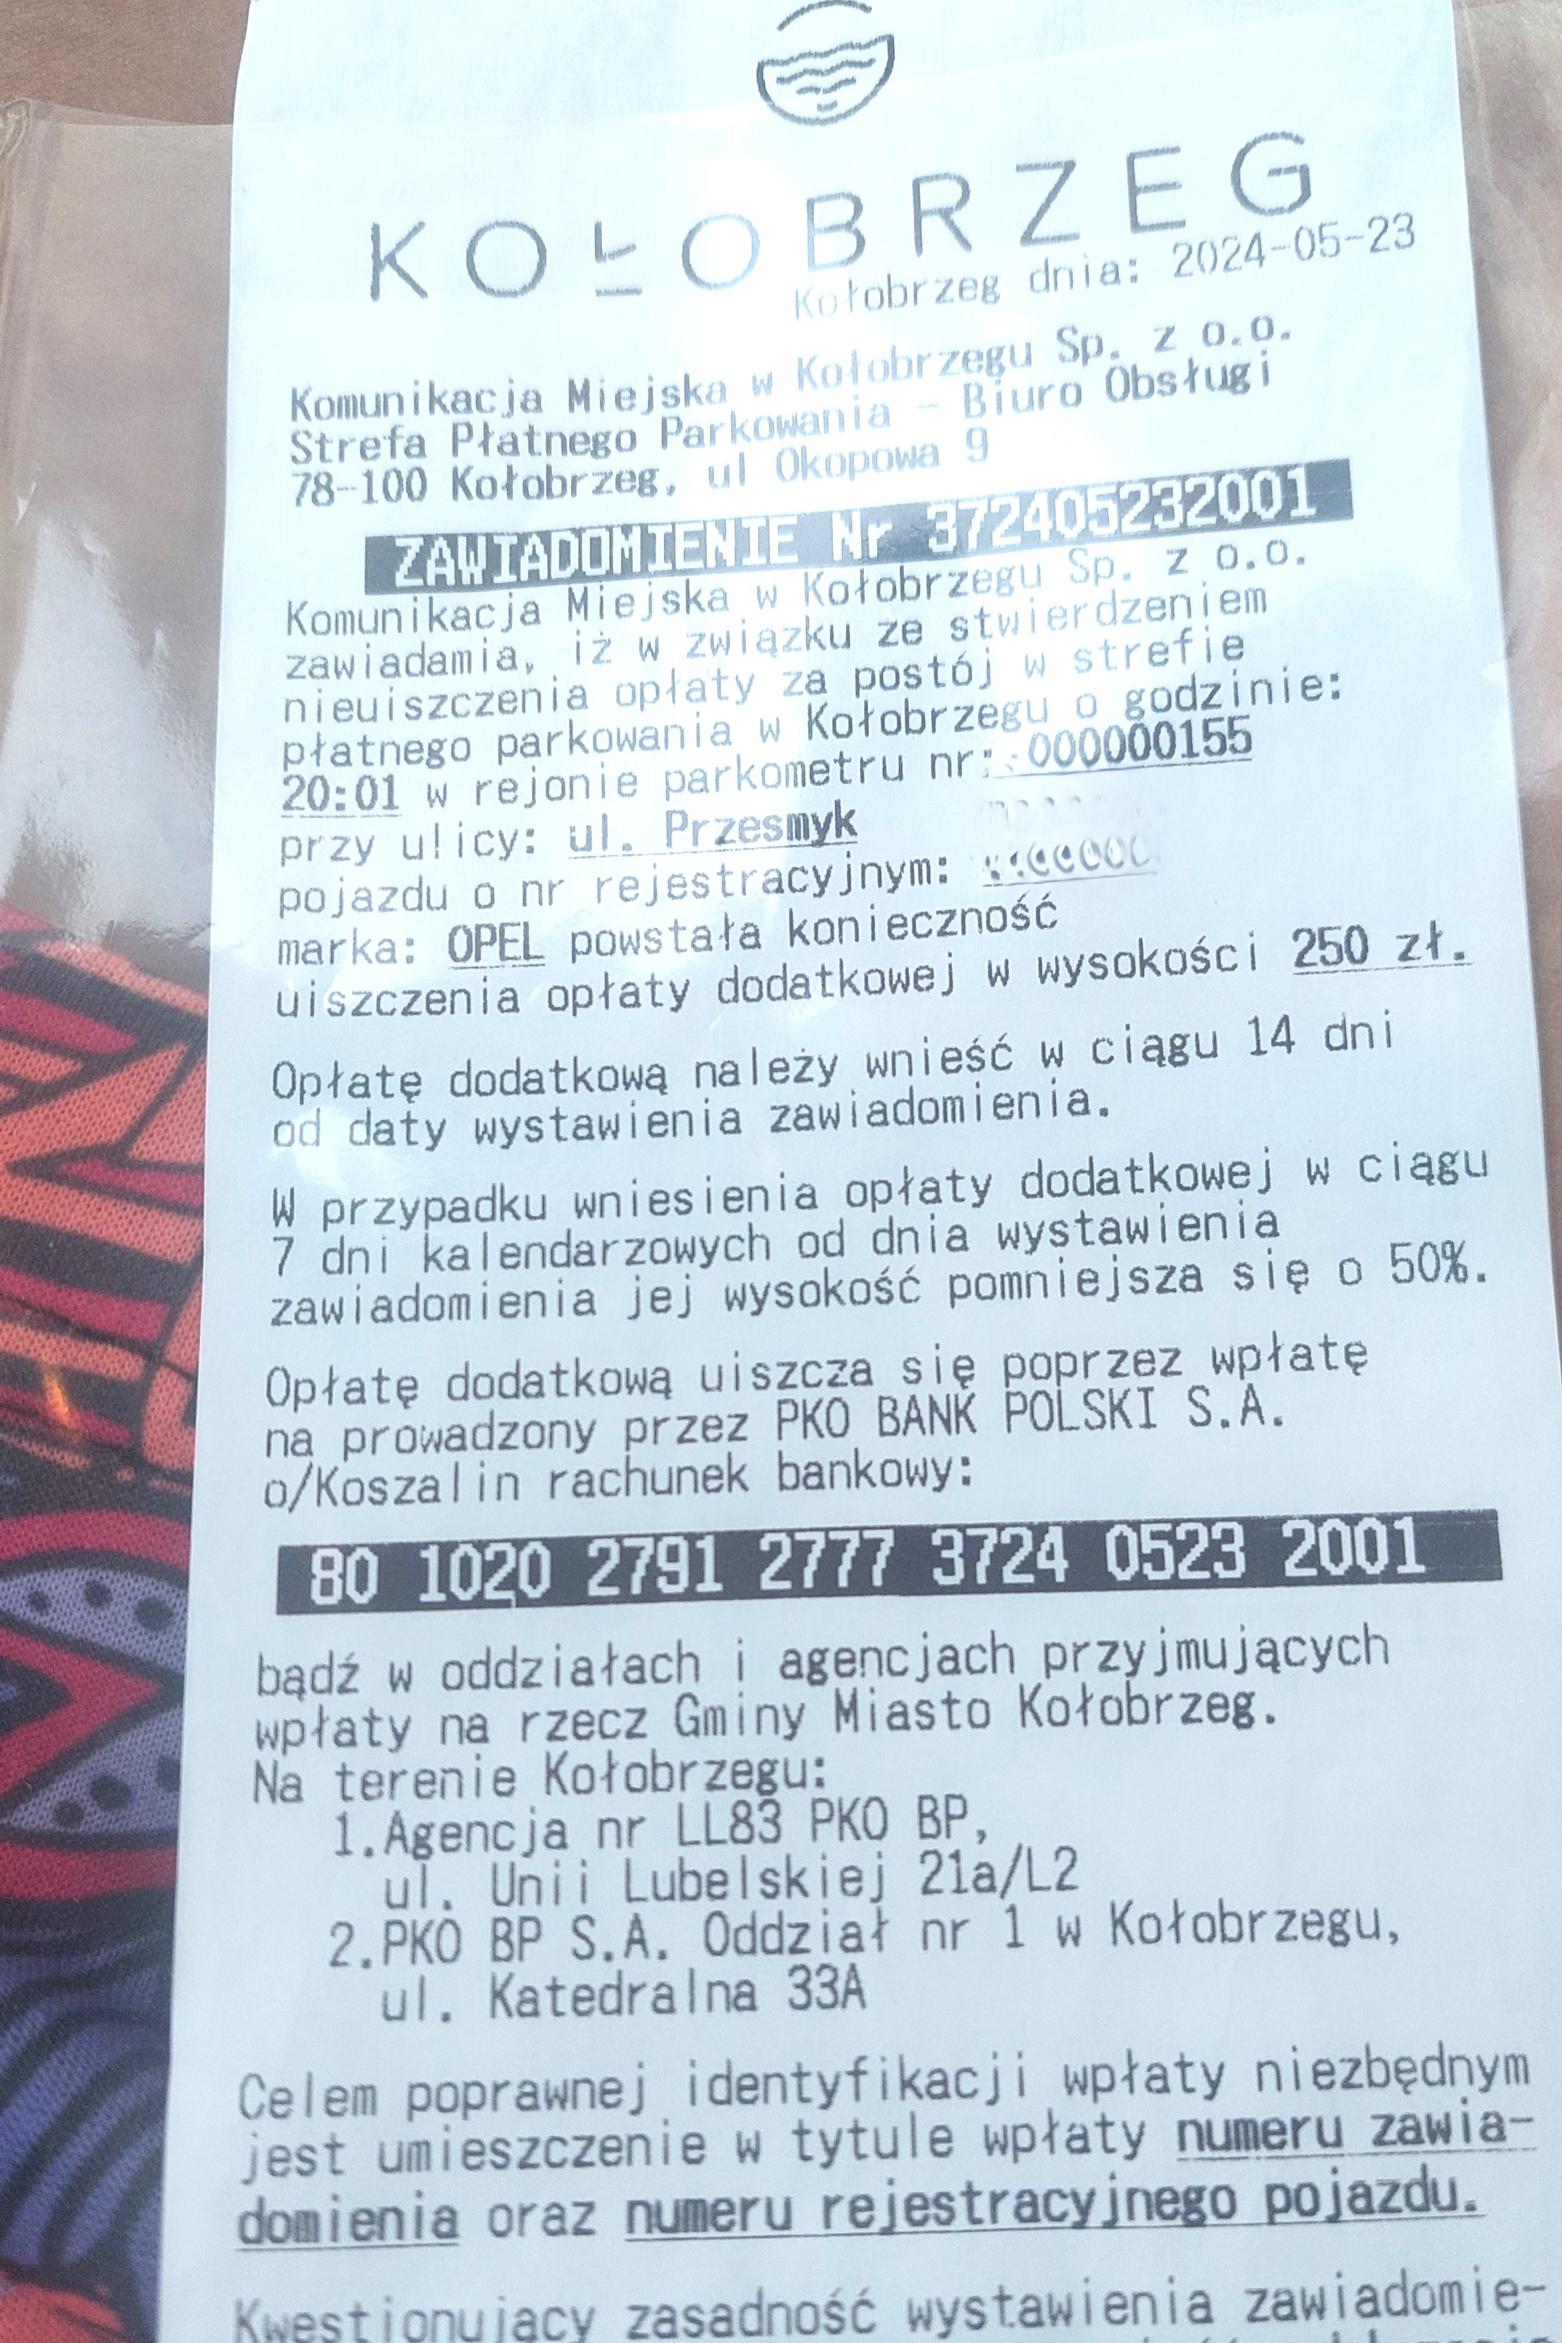 KOŁOBRZEG
Kołobrzeg dnia: 2024-05-23
Komunikacja Miejska w Kołobrzegu Sp. z o.o.
Strefa Płatnego Parkowania - Biuro Obsługi
78-100 Kołobrzeg, ul Okopowa 9
ZAWIADOMIENIE Nr 372405232001
Komunikacja Miejska w Kołobrzegu Sp. z o.o.
zawiadamia, iż w związku ze stwierdzeniem
nieuiszczenia opłaty za postój w strefie
płatnego parkowania w Kołobrzegu o godzinie:
20:01 w rejonie parkometru nr: 000000155
przy ulicy: ul. Przesmyk
pojazdu o nr rejestracyjnym:
marka: OPEL powstała konieczność
uiszczenia opłaty dodatkowej w wysokości 250 zł.
Opłatę dodatkową należy wnieść w ciągu 14 dni
od daty wystawienia zawiadomienia.
W przypadku wniesienia opłaty dodatkowej w ciągu
7 dni kalendarzowych od dnia wystawienia
zawiadomienia jej wysokość pomniejsza się o 50%.
Opłatę dodatkową uiszcza się poprzez wpłatę
na prowadzony przez PKO BANK POLSKI S.A.
o/Koszalin rachunek bankowy:
80 1020 2791 2777 3724 0523 2001
bądź w oddziałach i agencjach przyjmujących
wpłaty na rzecz Gminy Miasto Kołobrzeg.
Na terenie Kołobrzegu:
1.Agencja nr LL83 PKO BP,
ul. Unii Lubelskiej 21a/L2
2.PKO BP S.A. Oddział nr 1 w Kołobrzegu,
ul. Katedralna 33A
Celem poprawnej identyfikacji wpłaty niezbędnym
jest umieszczenie w tytule wpłaty numeru zawia-
domienia oraz numeru rejestracyjnego pojazdu.
Kwestionujący zasadność wystawienia zawiadomie-